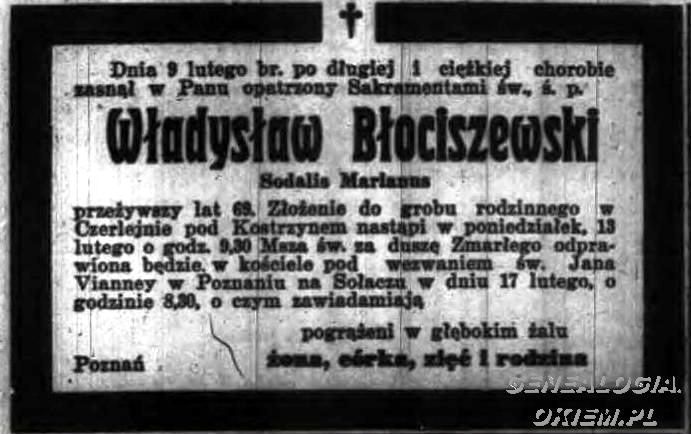 Dnia 9 lutego br. po długiej i ciężkiej chorobie
zasnął w Panu opatrzony Sakramentami św., ś. p.
Władysław Błociszewski
Sodalis Marianus
przeżywszy lat 69. Złożenie do grobu rodzinnego w
Czerlejnie pod Kostrzynem nastąpi w poniedziałek, 13
lutego o godz. 9,30 Msza św. za duszę Zmarłego odpra-
wiona będzie w kościele pod wezwaniem św. Jana
Vianney w Poznaniu na Sołaczu w dniu 17 lutego, o
godzinie 8,30, o czym zawiadamiają
pogrążeni w głębokim żalu
Poznań żona, córka, zięć i rodzina
GENEALOGIA.
OKIEM.PL